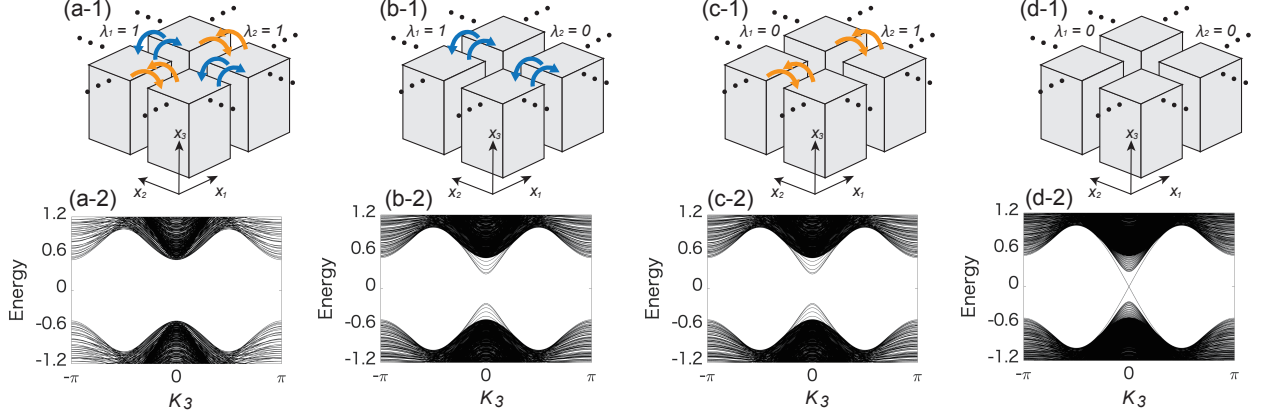 (a-1)
λ₁ = 1
λ₂ = 1
x₃
x₂
x₁
(b-1)
λ₁ = 1
λ₂ = 0
x₃
x₂
x₁
(c-1)
λ₁ = 0
λ₂ = 1
x₃
x₂
x₁
(d-1)
λ₁ = 0
λ₂ = 0
x₃
x₂
x₁
(a-2)
Energy
1.2
0.6
0
-0.6
-1.2
-π
0
π
K₃
(b-2)
Energy
1.2
0.6
0
-0.6
-1.2
-π
0
π
K₃
(c-2)
Energy
1.2
0.6
0
-0.6
-1.2
-π
0
π
K₃
(d-2)
Energy
1.2
0.6
0
-0.6
-1.2
-π
0
π
K₃